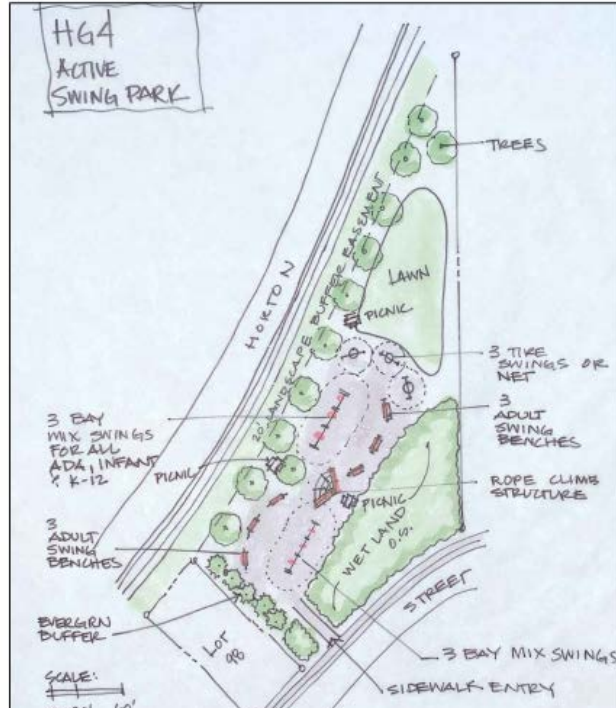 HG4
ACTIVE
SWING PARK
TREES
HORTON
20' LANDSCAPE BUFFER EASEMENT
LAWN
PICNIC
3 TIRE
SWINGS OR
NET
3
ADULT
SWING
BENCHES
3 BAY
MIX SWINGS
FOR ALL
ADA, INFANT
& K-12
PICNIC
PICNIC
ROPE CLIMB
STRUCTURE
WET LAND
O.S.
3
ADULT
SWING
BENCHES
STREET
EVERGRN
BUFFER
LOT
98
3 BAY MIX SWINGS
SIDEWALK ENTRY
SCALE: